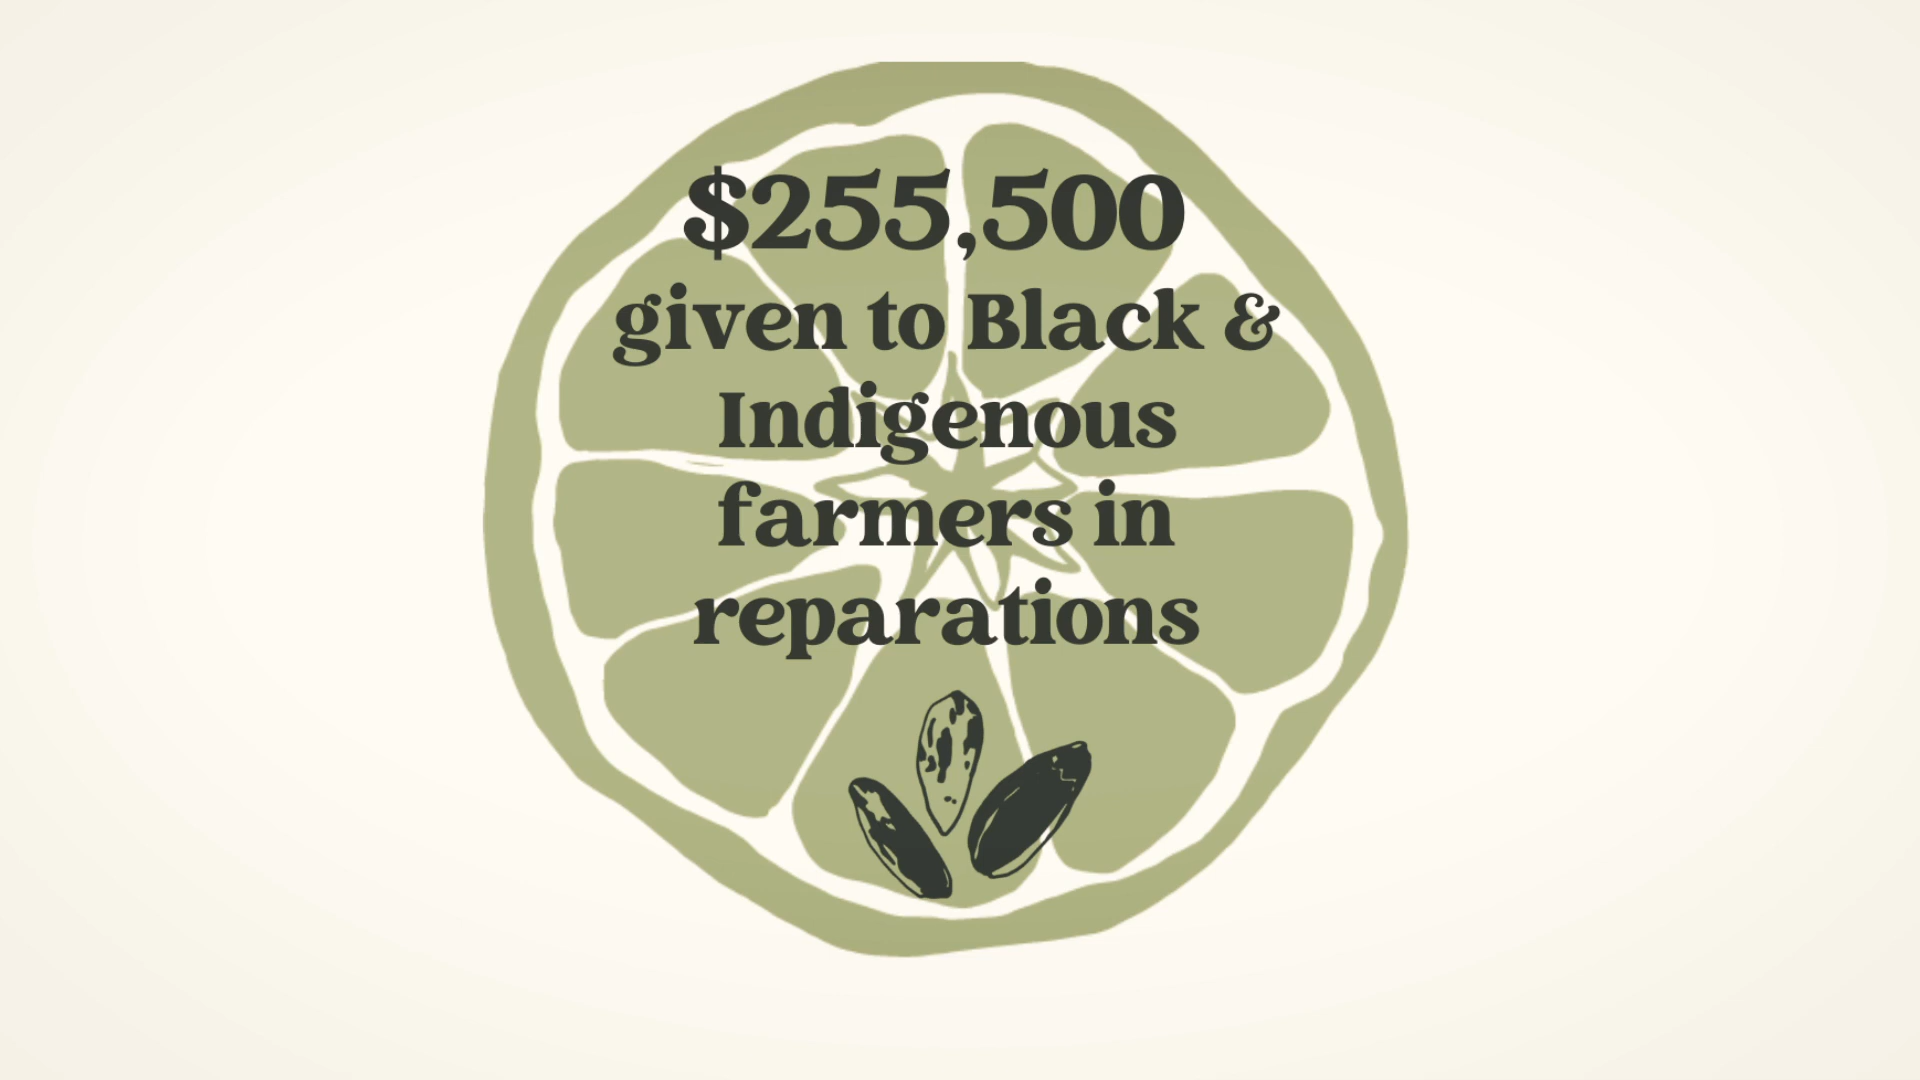 $255,500
given to Black &
Indigenous
farmers in
reparations